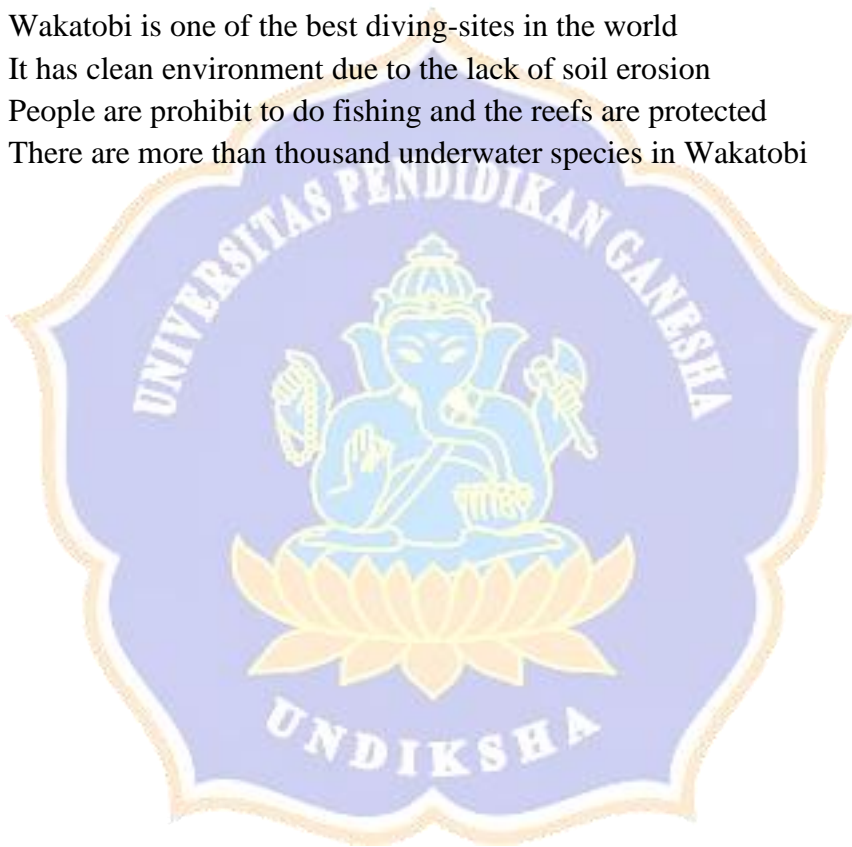 Wakatobi is one of the best diving-sites in the world
It has clean environment due to the lack of soil erosion
People are prohibit to do fishing and the reefs are protected
There are more than thousand underwater species in Wakatobi
UNIVERSITAS PENDIDIKAN GANESHA
UNDIKSHA